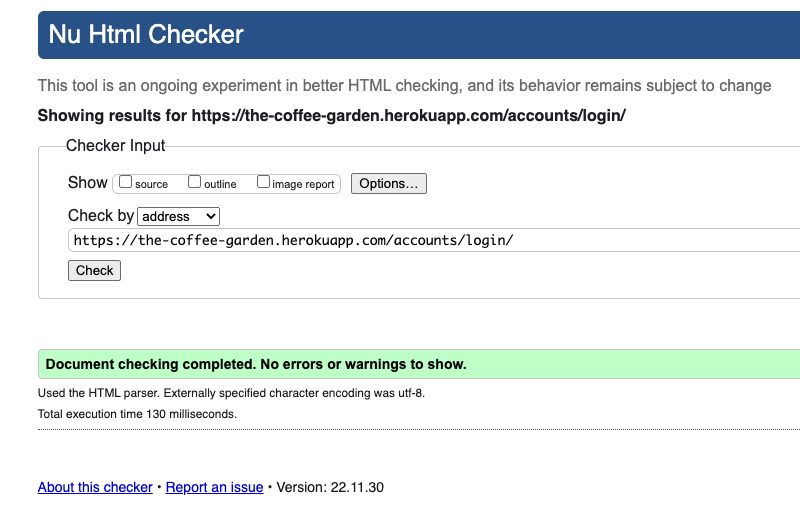 Nu Html Checker
This tool is an ongoing experiment in better HTML checking, and its behavior remains subject to change
Showing results for https://the-coffee-garden.herokuapp.com/accounts/login/
Checker Input
Show source outline image report Options…
Check by address
https://the-coffee-garden.herokuapp.com/accounts/login/
Check
Document checking completed. No errors or warnings to show.
Used the HTML parser. Externally specified character encoding was utf-8.
Total execution time 130 milliseconds.
About this checker • Report an issue • Version: 22.11.30